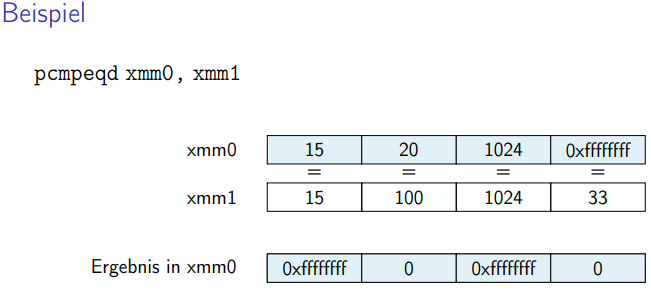 Beispiel
pcmpeqd xmm0, xmm1
xmm0 15 20 1024 0xffffffff
= = = =
xmm1 15 100 1024 33
Ergebnis in xmm0 0xffffffff 0 0xffffffff 0